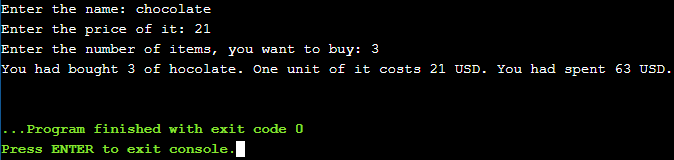 Enter the name: chocolate
Enter the price of it: 21
Enter the number of items, you want to buy: 3
You had bought 3 of hocolate. One unit of it costs 21 USD. You had spent 63 USD.
...Program finished with exit code 0
Press ENTER to exit console.